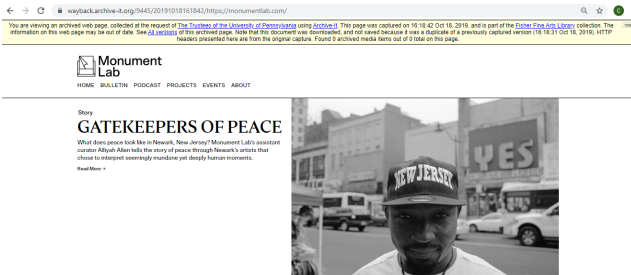 wayback.archive-it.org/9445/20191018161842/https://monumentlab.com/
You are viewing an archived web page, collected at the request of The Trustees of the University of Pennsylvania using Archive-It. This page was captured on 16:18:42 Oct 18, 2019, and is part of the Fisher Fine Arts Library collection. The
information on this web page may be out of date. See All versions of this archived page. Note that this document was downloaded, and not saved because it was a duplicate of a previously captured version (16:18:31 Oct 18, 2019). HTTP
headers presented here are from the original capture. Found 0 archived media items out of 0 total on this page.
Monument
Lab
HOME BULLETIN PODCAST PROJECTS EVENTS ABOUT
Story
GATEKEEPERS OF PEACE
What does peace look like in Newark, New Jersey? Monument Lab's assistant
curator Alliyah Allen tells the story of peace through Newark's artists that
chose to interpret seemingly mundane yet deeply human moments.
Read More →
YES
NEW JERSEY